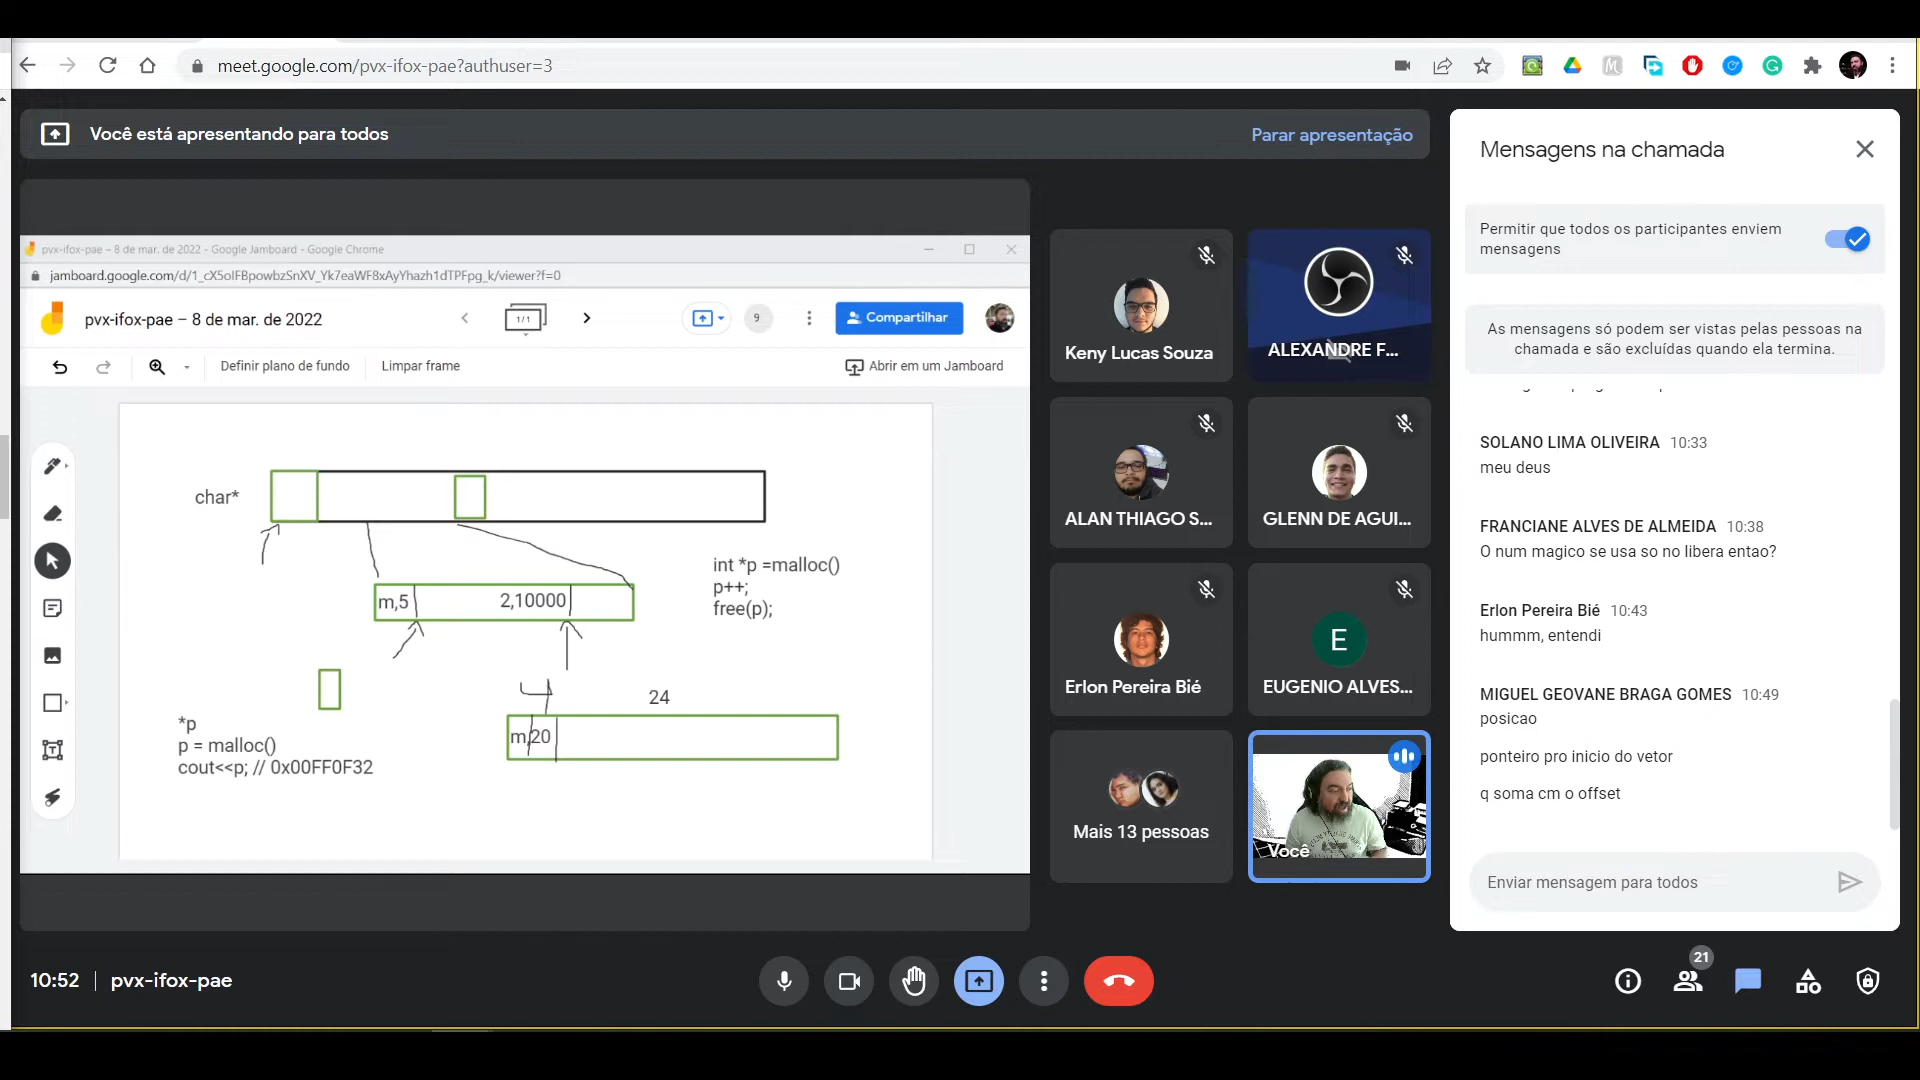 meet.google.com/pvx-ifox-pae?authuser=3
Você está apresentando para todos
Parar apresentação
pvx-ifox-pae – 8 de mar. de 2022 - Google Jamboard - Google Chrome
pvx-ifox-pae – 8 de mar. de 2022
1/1
9
Compartilhar
Definir plano de fundo
Limpar frame
Abrir em um Jamboard
char*
int *p =malloc()
p++;
free(p);
m,5
2,10000
24
m,20
*p
p = malloc()
cout<<p; // 0x00FF0F32
Keny Lucas Souza
ALEXANDRE F...
ALAN THIAGO S...
GLENN DE AGUI...
Erlon Pereira Bié
E
EUGENIO ALVES...
Mais 13 pessoas
Você
Mensagens na chamada
Permitir que todos os participantes enviem
mensagens
As mensagens só podem ser vistas pelas pessoas na
chamada e são excluídas quando ela termina.
SOLANO LIMA OLIVEIRA 10:33
meu deus
FRANCIANE ALVES DE ALMEIDA 10:38
O num magico se usa so no libera entao?
Erlon Pereira Bié 10:43
hummm, entendi
MIGUEL GEOVANE BRAGA GOMES 10:49
posicao
ponteiro pro inicio do vetor
q soma cm o offset
Enviar mensagem para todos
10:52
pvx-ifox-pae
21